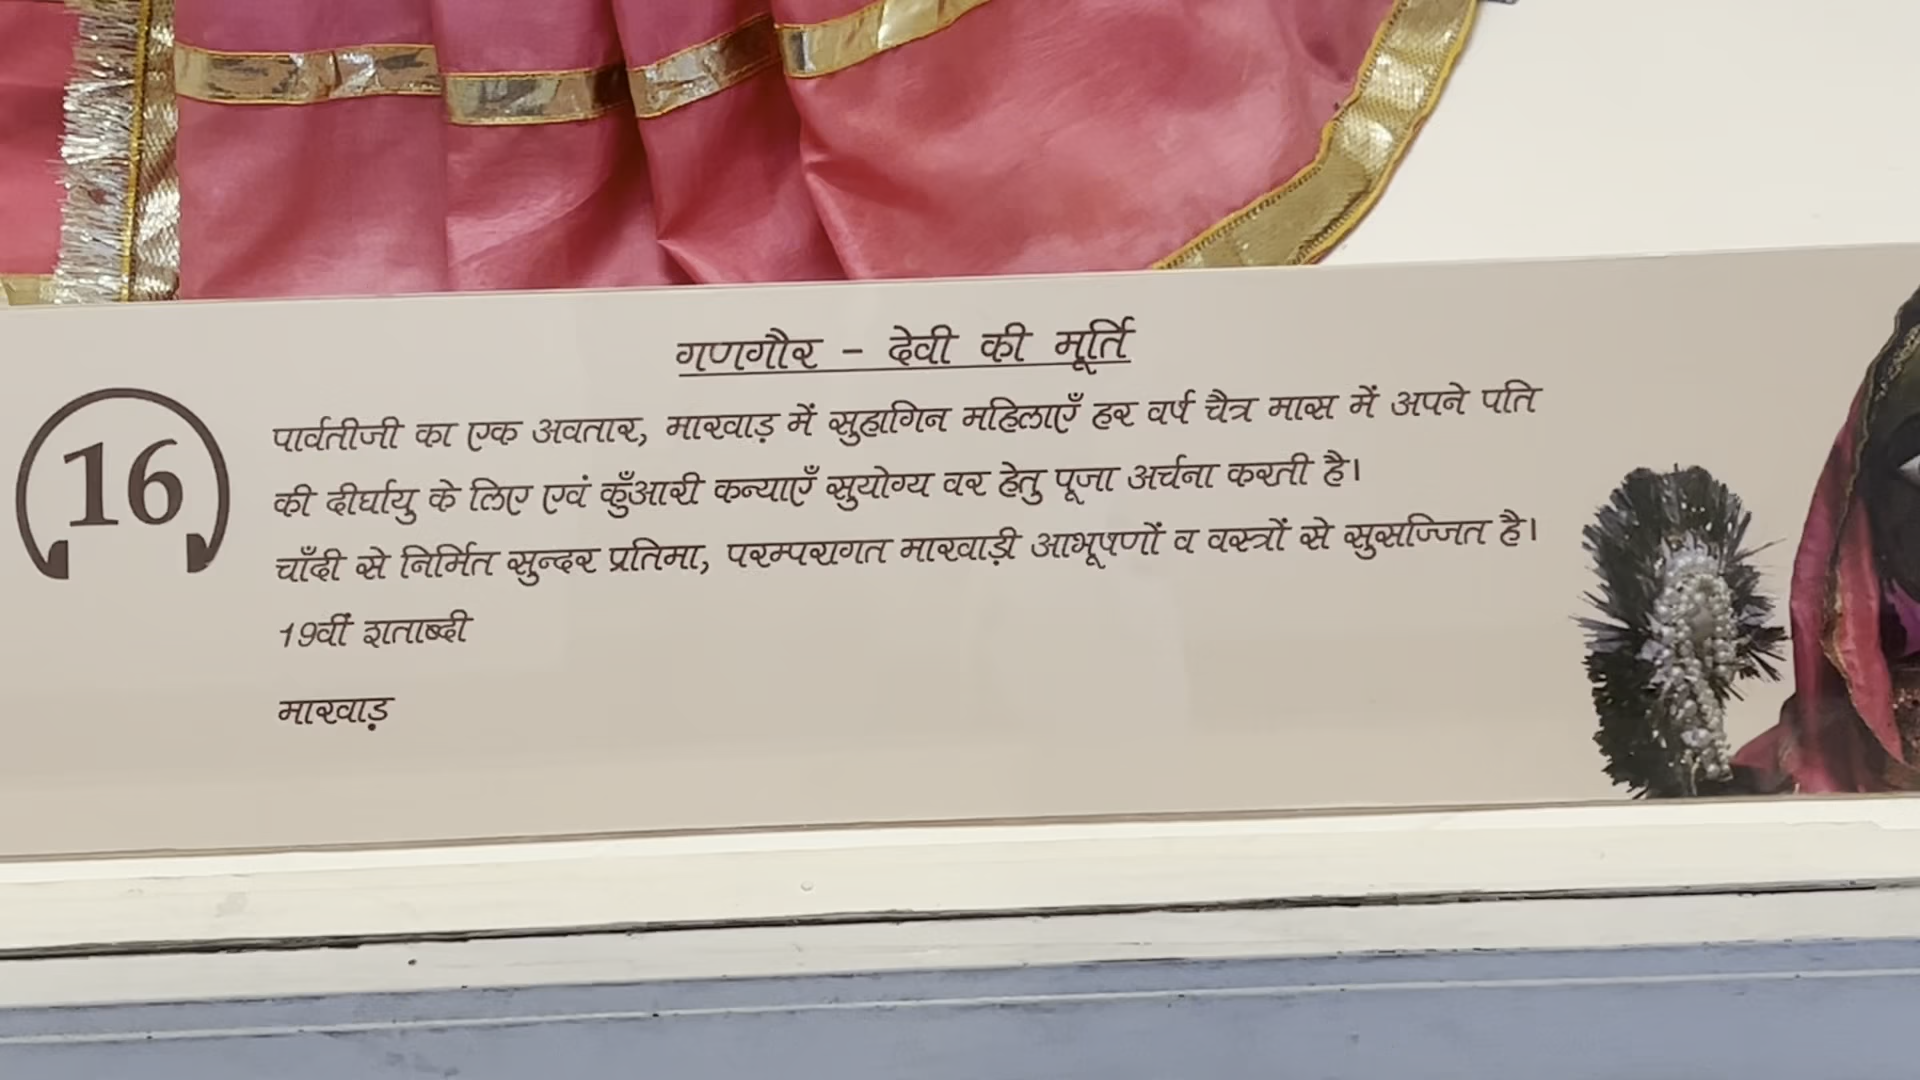 गणगौर - देवी की मूर्ति
16
पार्वतीजी का एक अवतार, मारवाड़ में सुहागिन महिलाएँ हर वर्ष चैत्र मास में अपने पति
की दीर्घायु के लिए एवं कुँआरी कन्याएँ सुयोग्य वर हेतु पूजा अर्चना करती है।
चाँदी से निर्मित सुन्दर प्रतिमा, परम्परागत मारवाड़ी आभूषणों व वस्त्रों से सुसज्जित है।
19वीं शताब्दी
मारवाड़